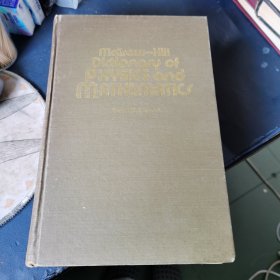 McGraw-Hill
Dictionary of
PHYSICS and
MATHEMATICS